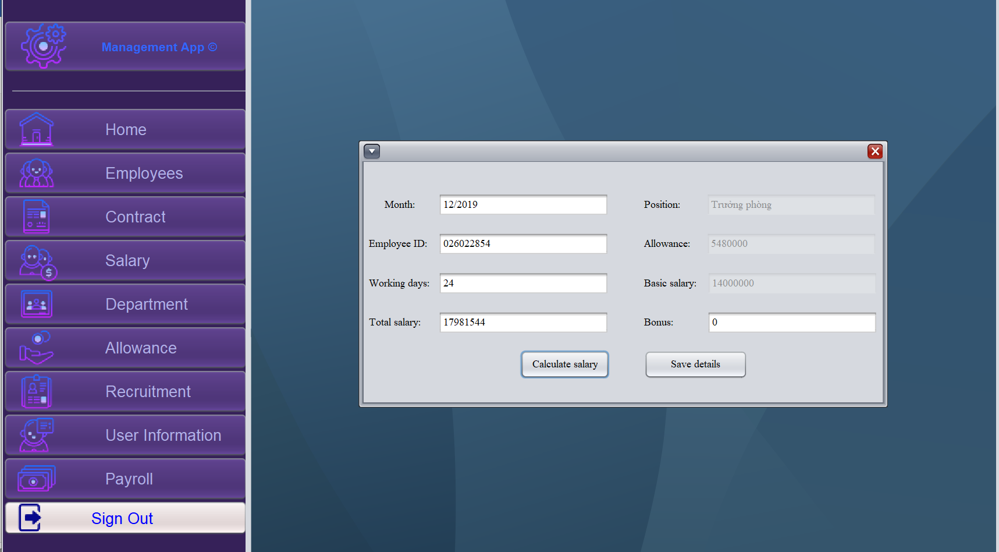 Management App ©
Home
Employees
Contract
Salary
$
Department
Allowance
Recruitment
User Information
Payroll
Sign Out
Month: 12/2019 Position: Trưởng phòng
Employee ID: 026022854 Allowance: 5480000
Working days: 24 Basic salary: 14000000
Total salary: 17981544 Bonus: 0
Calculate salary Save details